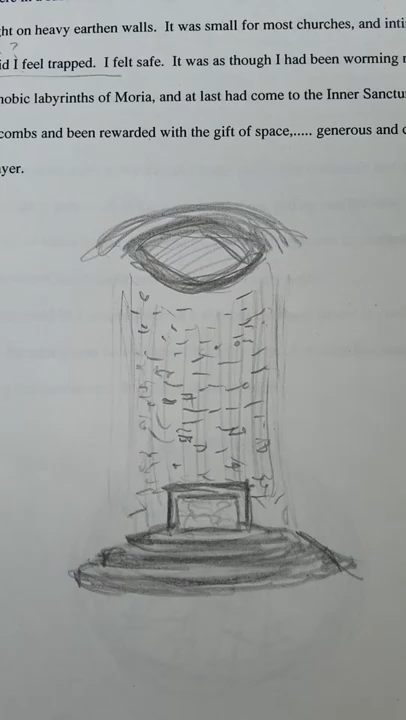 ht on heavy earthen walls. It was small for most churches, and inti
?
id I feel trapped. I felt safe. It was as though I had been worming
hobic labyrinths of Moria, and at last had come to the Inner Sanctu
combs and been rewarded with the gift of space,..... generous and
yer.